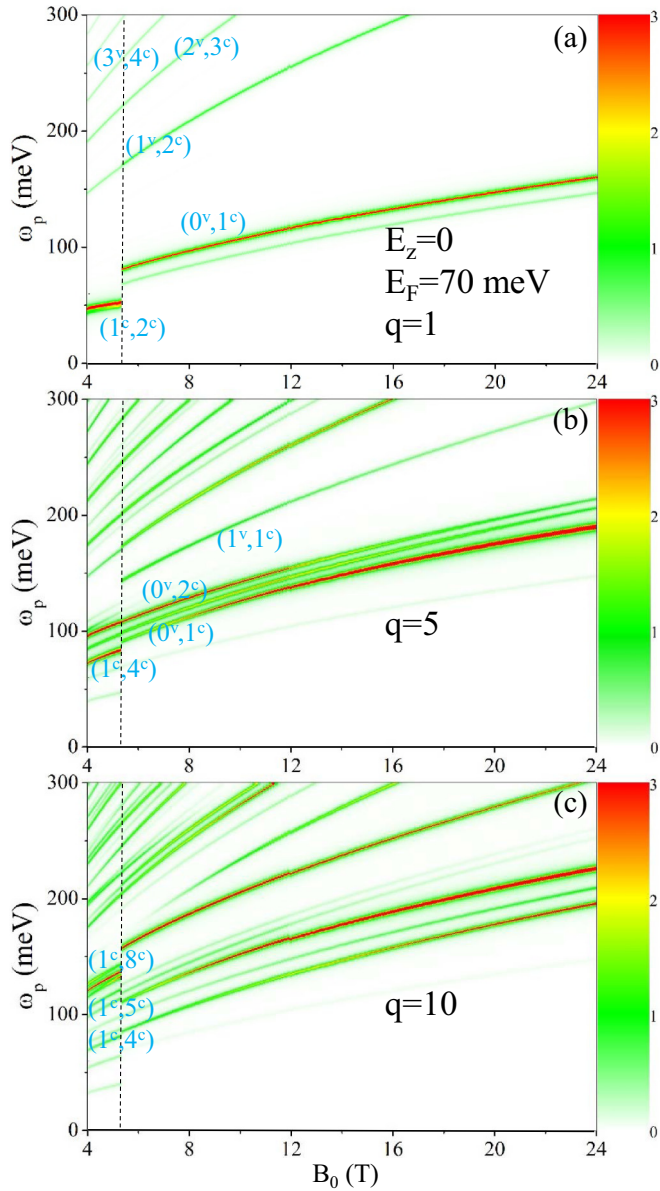 300
(a)
3
(3ᵛ,4ᶜ)
(2ᵛ,3ᶜ)
200
2
(1ᵛ,2ᶜ)
ωₚ (meV)
(0ᵛ,1ᶜ)
100
1
E_z=0
E_F=70 meV
(1ᶜ,2ᶜ)
q=1
0
0
4 8 12 16 20 24
300
(b)
3
200
2
(1ᵛ,1ᶜ)
ωₚ (meV)
(0ᵛ,2ᶜ)
100
(0ᵛ,1ᶜ)
q=5
1
(1ᶜ,4ᶜ)
0
0
4 8 12 16 20 24
300
(c)
3
200
2
ωₚ (meV)
(1ᶜ,8ᶜ)
100
(1ᶜ,5ᶜ)
q=10
1
(1ᶜ,4ᶜ)
0
0
4 8 12 16 20 24
B₀ (T)